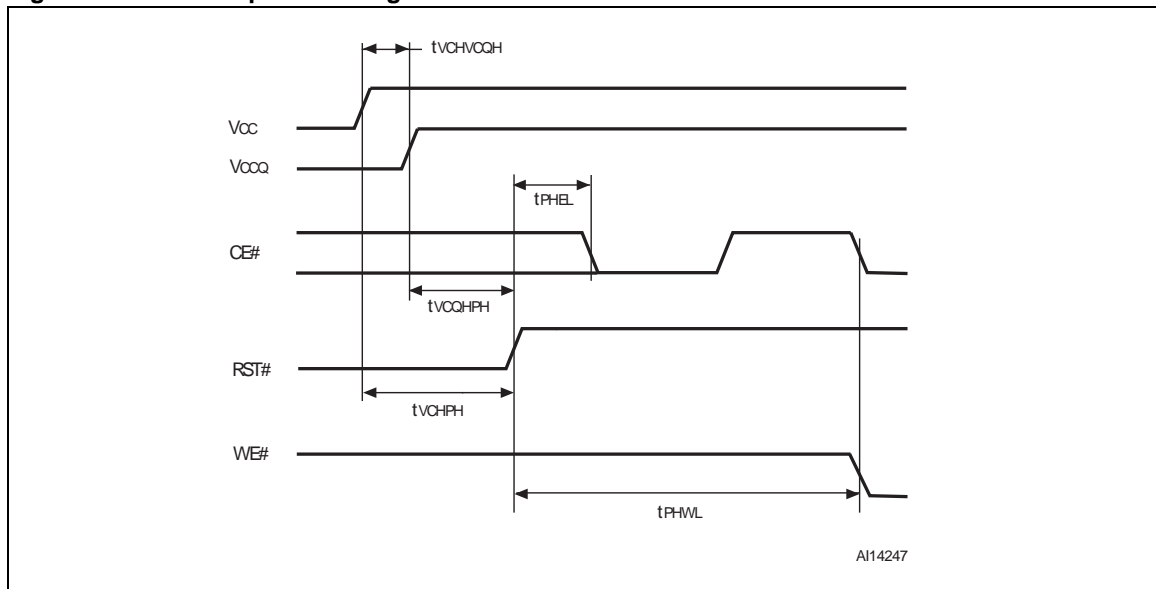 tVCHVCQH
VCC
VCCQ
tPHEL
CE#
tVCQHPH
RST#
tVCHPH
WE#
tPHWL
AI14247